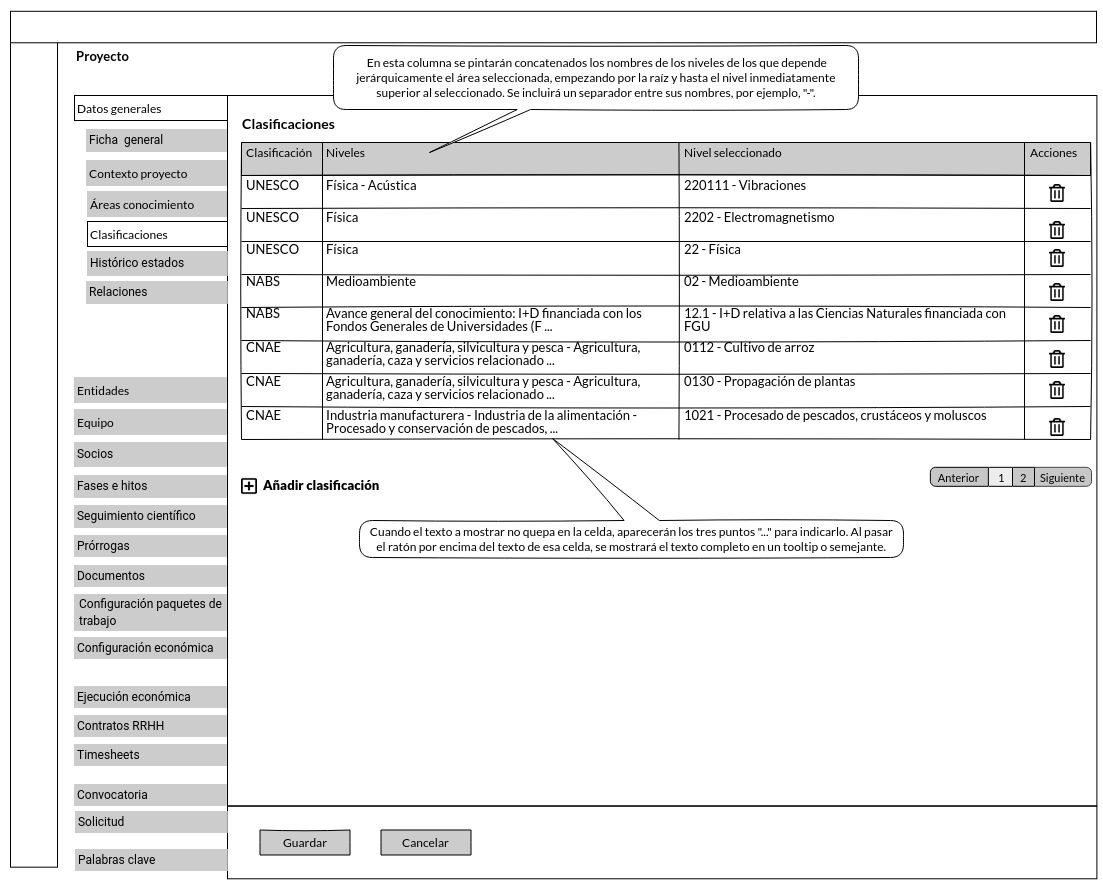 Proyecto
En esta columna se pintarán concatenados los nombres de los niveles de los que depende
jerárquicamente el área seleccionada, empezando por la raíz y hasta el nivel inmediatamente
superior al seleccionado. Se incluirá un separador entre sus nombres, por ejemplo, "-".
Datos generales
Ficha general
Contexto proyecto
Áreas conocimiento
Clasificaciones
Histórico estados
Relaciones
Entidades
Equipo
Socios
Fases e hitos
Seguimiento científico
Prórrogas
Documentos
Configuración paquetes de
trabajo
Configuración económica
Ejecución económica
Contratos RRHH
Timesheets
Convocatoria
Solicitud
Palabras clave
Clasificaciones
Clasificación Niveles Nivel seleccionado Acciones
UNESCO Física - Acústica 220111 - Vibraciones
UNESCO Física 2202 - Electromagnetismo
UNESCO Física 22 - Física
NABS Medioambiente 02 - Medioambiente
NABS Avance general del conocimiento: I+D financiada con los 12.1 - I+D relativa a las Ciencias Naturales financiada con
Fondos Generales de Universidades (F ... FGU
CNAE Agricultura, ganadería, silvicultura y pesca - Agricultura, 0112 - Cultivo de arroz
ganadería, caza y servicios relacionado ...
CNAE Agricultura, ganadería, silvicultura y pesca - Agricultura, 0130 - Propagación de plantas
ganadería, caza y servicios relacionado ...
CNAE Industria manufacturera - Industria de la alimentación - 1021 - Procesado de pescados, crustáceos y moluscos
Procesado y conservación de pescados, ...
Añadir clasificación
Anterior 1 2 Siguiente
Cuando el texto a mostrar no quepa en la celda, aparecerán los tres puntos "..." para indicarlo. Al pasar
el ratón por encima del texto de esa celda, se mostrará el texto completo en un tooltip o semejante.
Guardar Cancelar